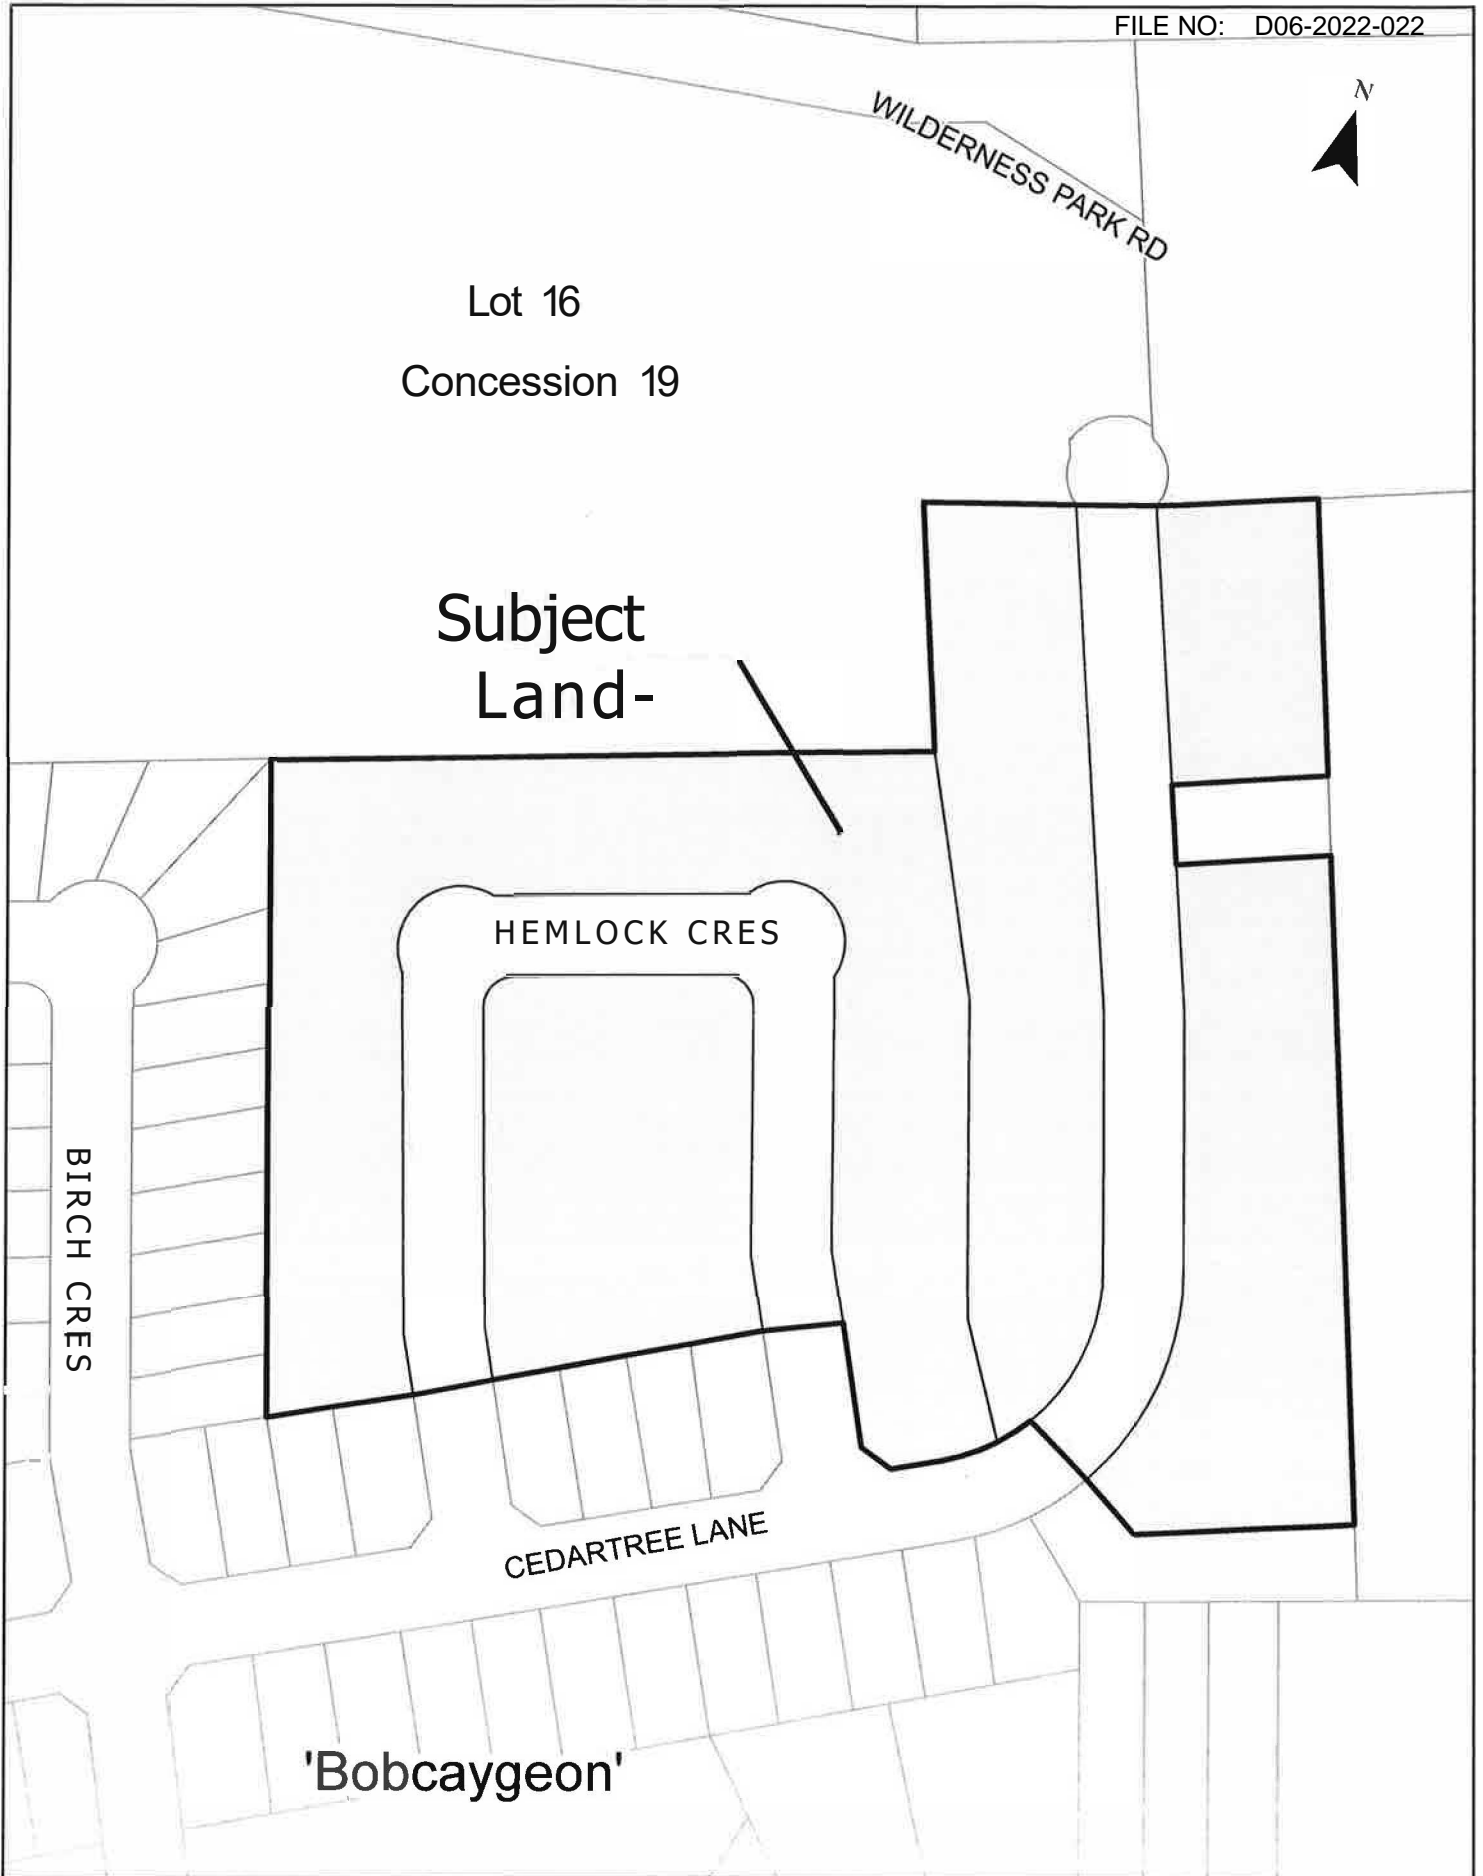 FILE NO: D06-2022-022
N
WILDERNESS PARK RD
Lot 16
Concession 19
Subject
Land-
HEMLOCK CRES
BIRCH CRES
CEDARTREE LANE
'Bobcaygeon'